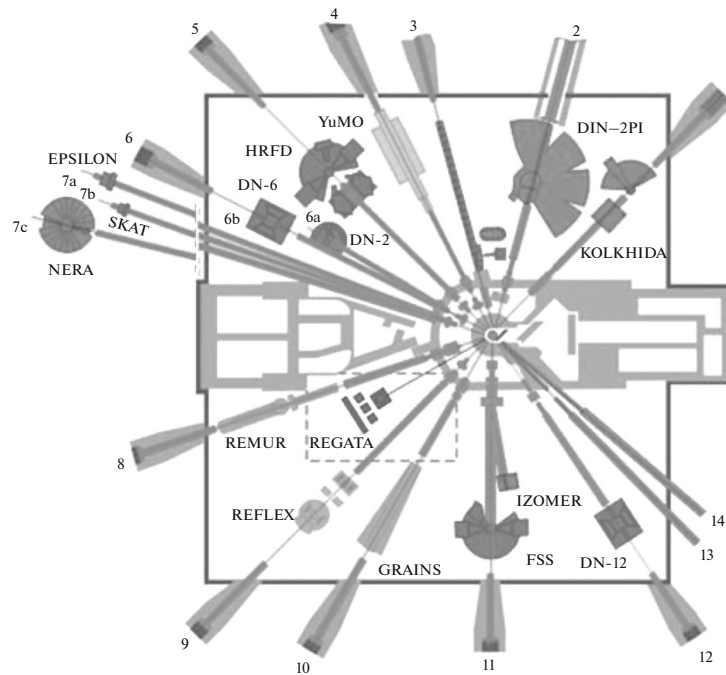 4
3
2
5
YuMO
DIN–2PI
HRFD
6
EPSILON
DN-6
7a
7b
6a
6b
SKAT
DN-2
7c
KOLKHIDA
NERA
REMUR
REGATA
8
IZOMER
14
REFLEX
13
GRAINS
FSS
DN-12
9
10
11
12